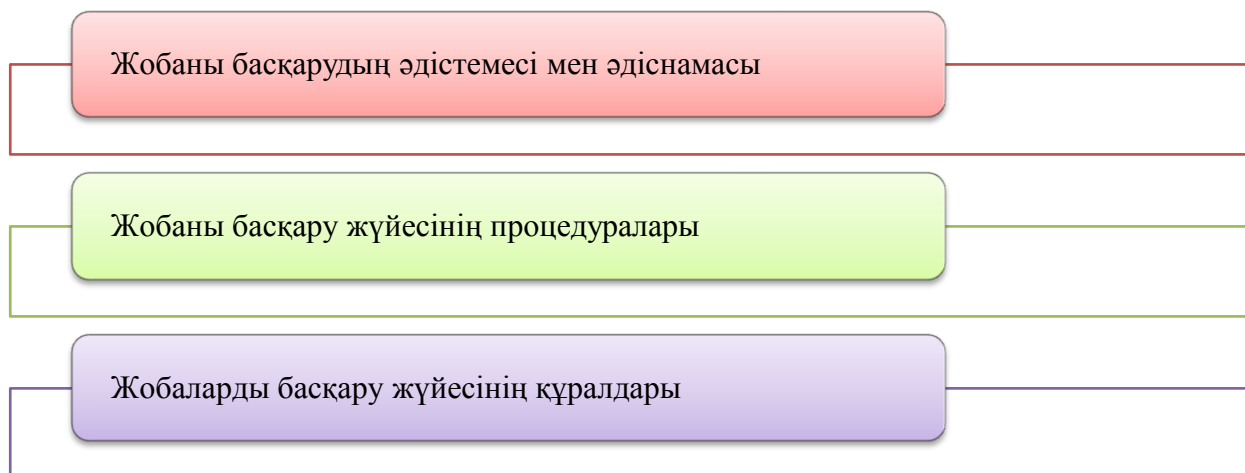 Жобаны басқарудың әдістемесі мен әдіснамасы
Жобаны басқару жүйесінің процедуралары
Жобаларды басқару жүйесінің құралдары